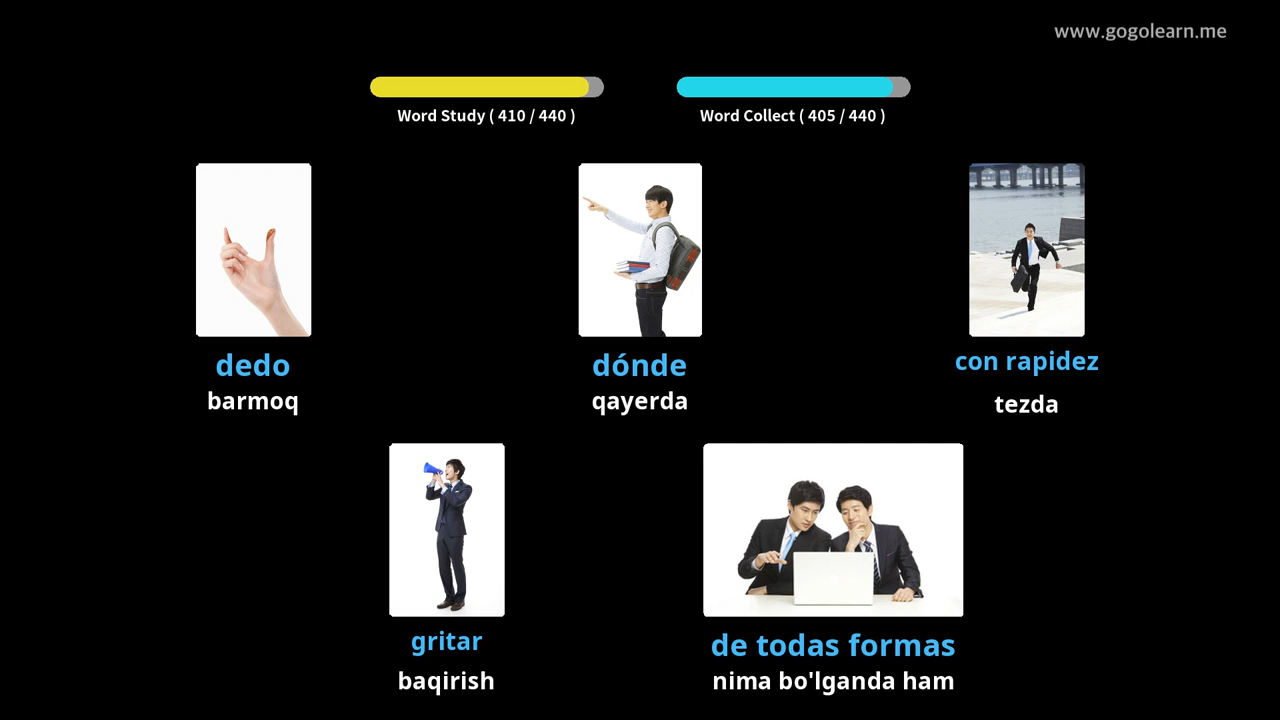 www.gogolearn.me
Word Study ( 410 / 440 )
Word Collect ( 405 / 440 )
dedo
barmoq
dónde
qayerda
con rapidez
tezda
gritar
baqirish
de todas formas
nima bo'lganda ham